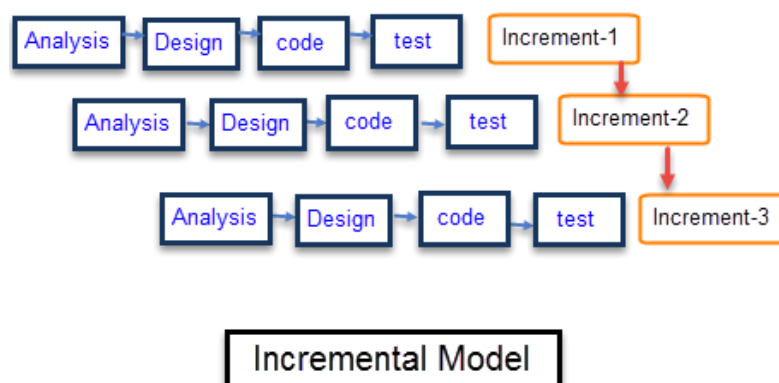 Analysis Design code test Increment-1
Analysis Design code test Increment-2
Analysis Design code test Increment-3
Incremental Model